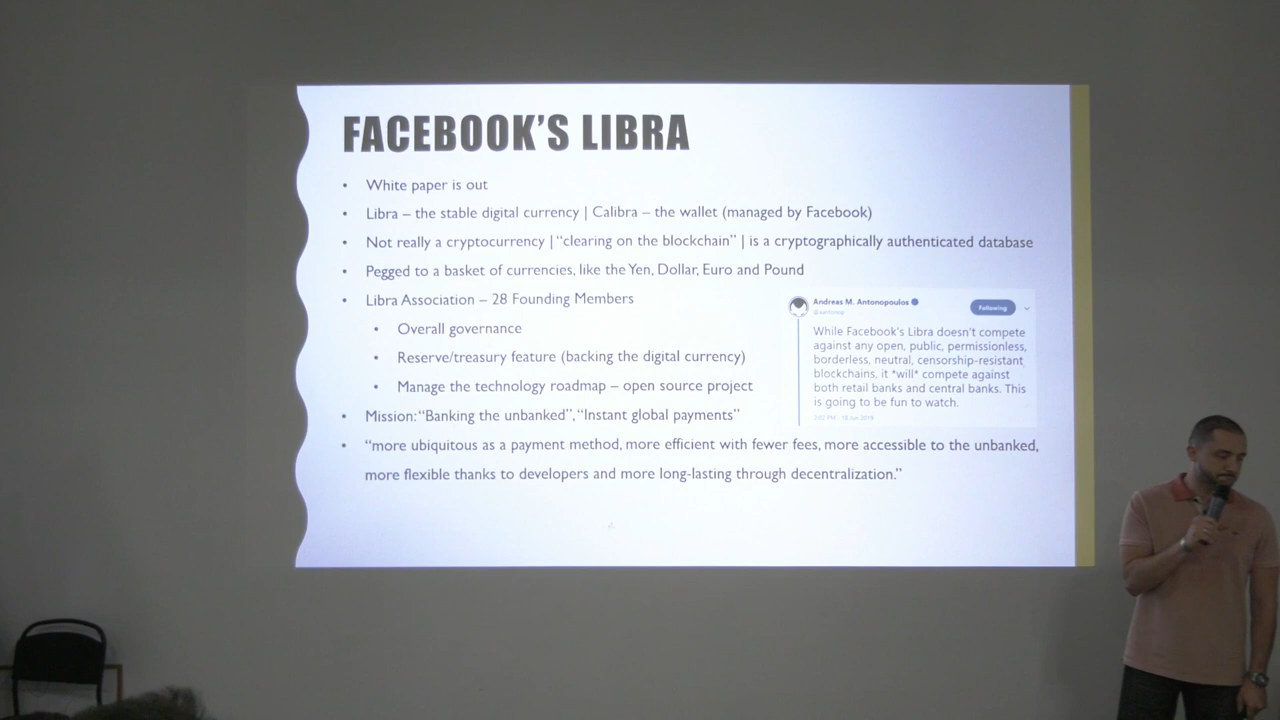 FACEBOOK'S LIBRA
• White paper is out
• Libra – the stable digital currency | Calibra – the wallet (managed by Facebook)
• Not really a cryptocurrency | "clearing on the blockchain" | is a cryptographically authenticated database
• Pegged to a basket of currencies, like the Yen, Dollar, Euro and Pound
• Libra Association – 28 Founding Members
• Overall governance
• Reserve/treasury feature (backing the digital currency)
• Manage the technology roadmap – open source project
• Mission: "Banking the unbanked", "Instant global payments"
• "more ubiquitous as a payment method, more efficient with fewer fees, more accessible to the unbanked,
more flexible thanks to developers and more long-lasting through decentralization."
Andreas M. Antonopoulos
Following
While Facebook's Libra doesn't compete
against any open, public, permissionless,
borderless, neutral, censorship-resistant
blockchains, it *will* compete against
both retail banks and central banks. This
is going to be fun to watch.